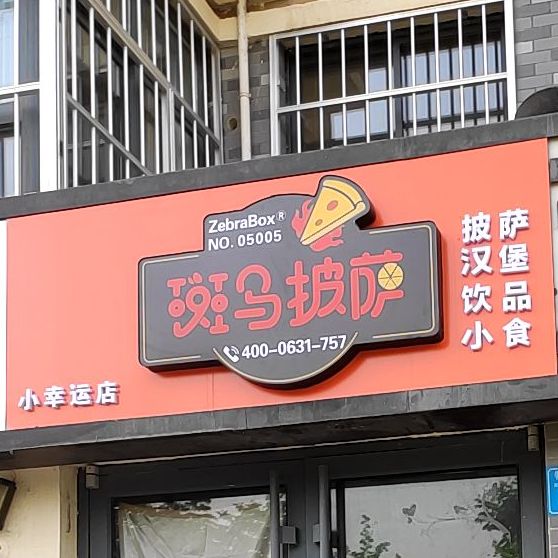 ZebraBox®
NO.05005
斑马披萨
400-0631-757
小幸运店
披萨
汉堡
饮品
小食